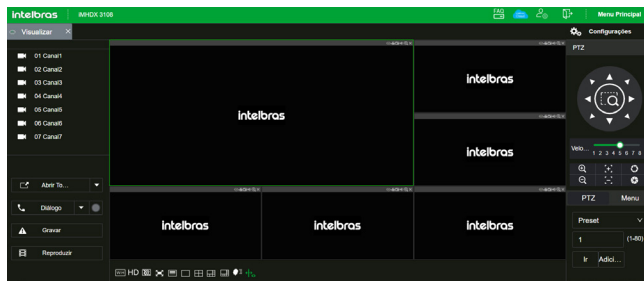 intelbras iMHDX 3108 FAQ Menu Principal
Visualizar × Configurações
PTZ
01 Canal1
02 Canal2
03 Canal3
04 Canal4
05 Canal5
06 Canal6
07 Canal7
intelbras
intelbras
intelbras
Velo...
1 2 3 4 5 6 7 8
Abrir To...
Diálogo
Gravar
Reproduzir
intelbras
intelbras
intelbras
PTZ Menu
Preset
1 (1-80)
Ir Adici...
W:H HD